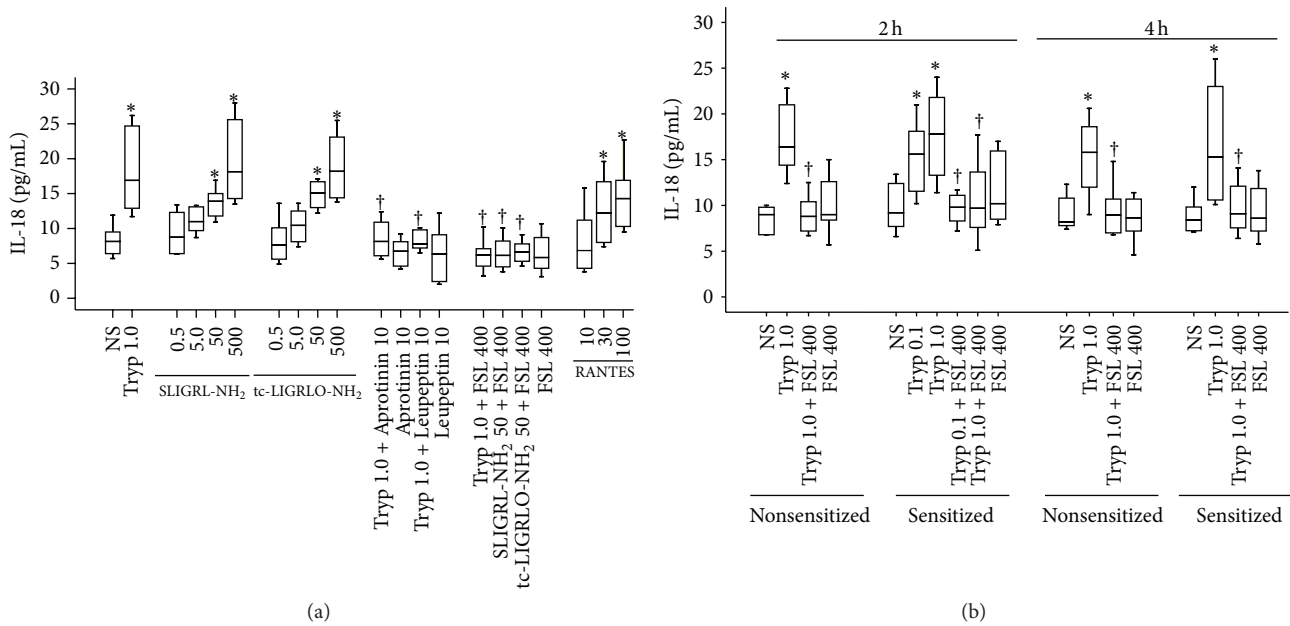 IL-18 (pg/mL)
30
25
20
15
10
5
0
*
*
*
*
*
†
†
†
†
†
*
*
NS
Tryp 1.0
0.5
5.0
50
500
SLIGRL-NH2
0.5
5.0
50
500
tc-LIGRLO-NH2
Tryp 1.0 + Aprotinin 10
Aprotinin 10
Tryp 1.0 + Leupeptin 10
Leupeptin 10
Tryp 1.0 + FSL 400
SLIGRL-NH2 50 + FSL 400
tc-LIGRLO-NH2 50 + FSL 400
FSL 400
10
30
100
RANTES
(a)
IL-18 (pg/mL)
30
25
20
15
10
5
0
2 h
4 h
*
†
*
*
†
†
*
†
*
†
NS
Tryp 1.0
Tryp 1.0 + FSL 400
FSL 400
Nonsensitized
NS
Tryp 0.1
Tryp 1.0
Tryp 0.1 + FSL 400
Tryp 1.0 + FSL 400
FSL 400
Sensitized
NS
Tryp 1.0
Tryp 1.0 + FSL 400
FSL 400
Nonsensitized
NS
Tryp 1.0
Tryp 1.0 + FSL 400
FSL 400
Sensitized
(b)